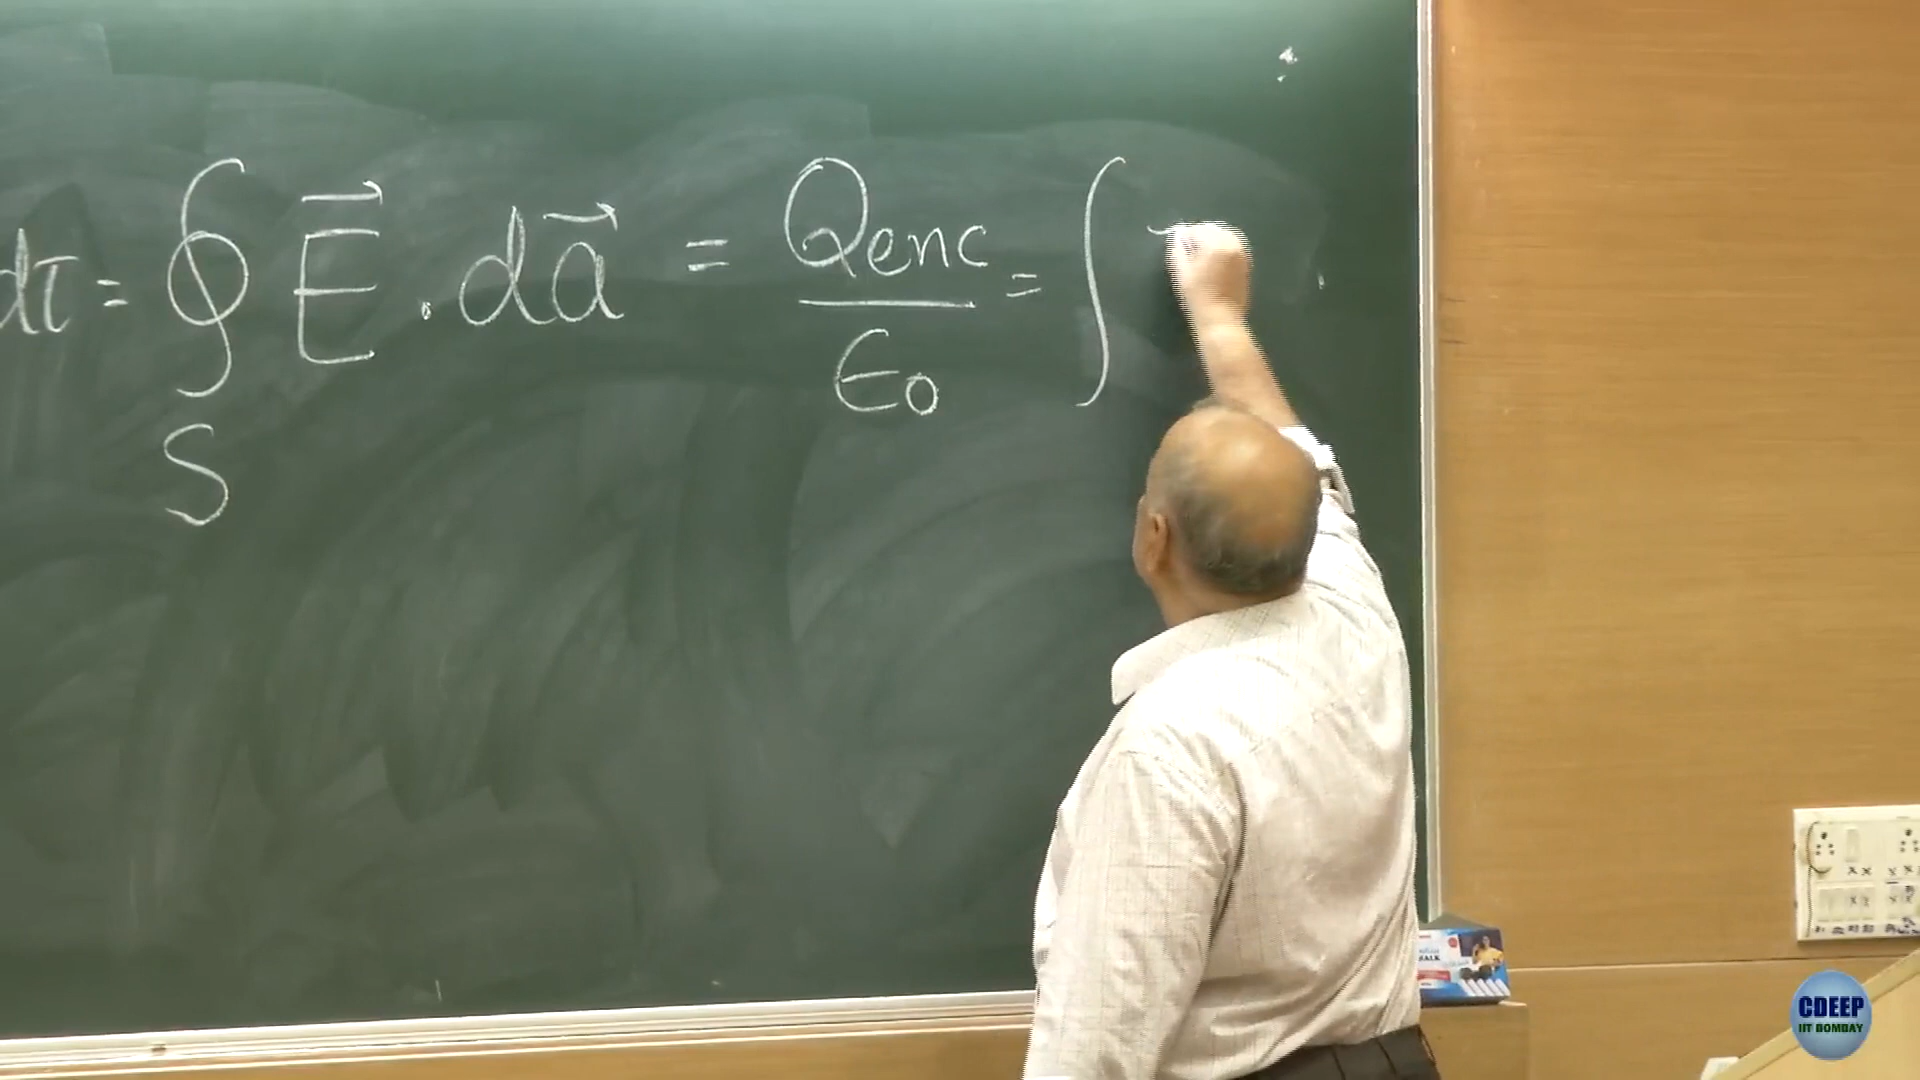 dτ = ∮ E⃗ . da⃗ = Qenc / ϵ0 = ∫
S
CDEEP
IIT BOMBAY